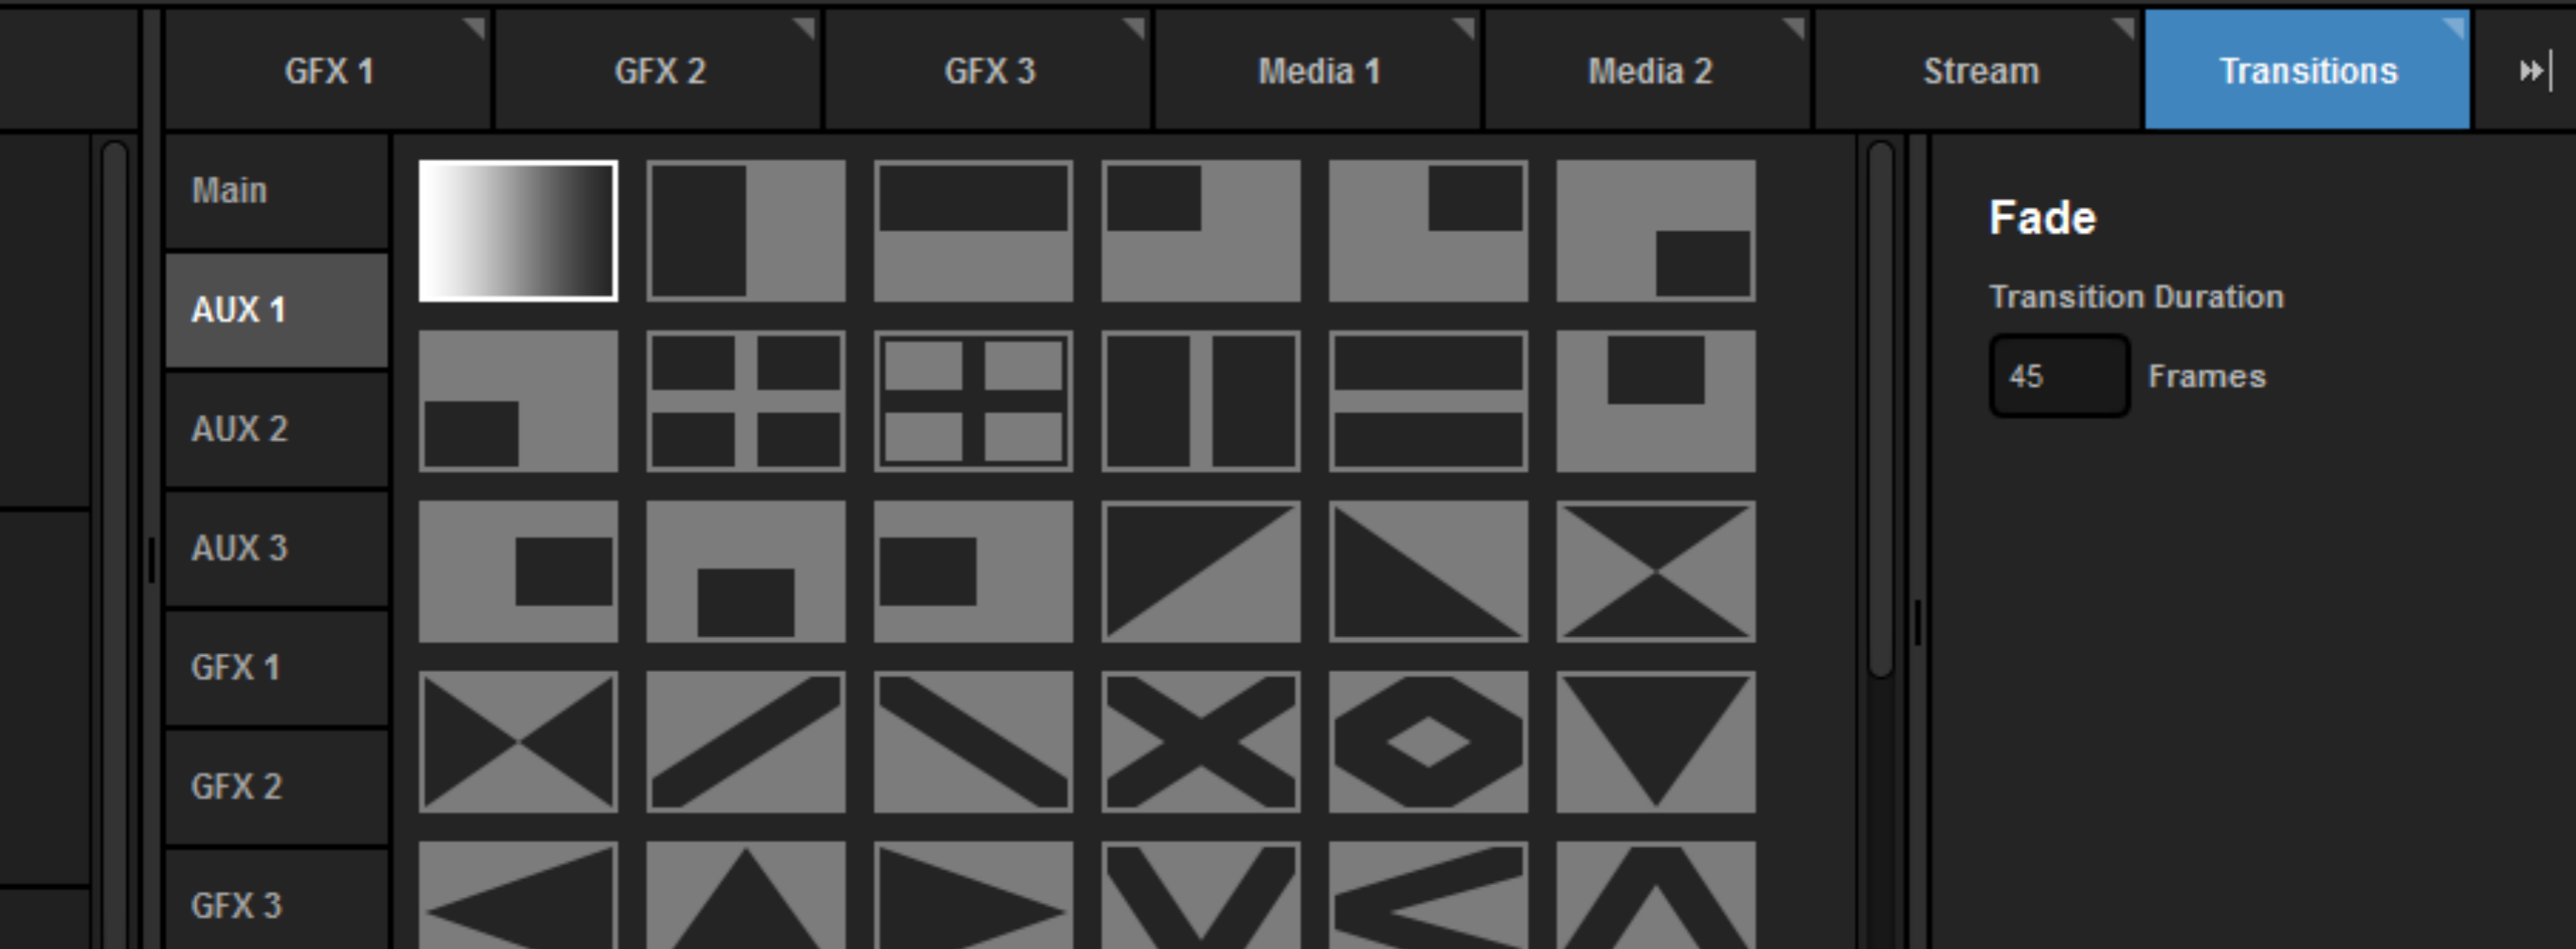 GFX 1
GFX 2
GFX 3
Media 1
Media 2
Stream
Transitions
Main
AUX 1
AUX 2
AUX 3
GFX 1
GFX 2
GFX 3
Fade
Transition Duration
45 Frames